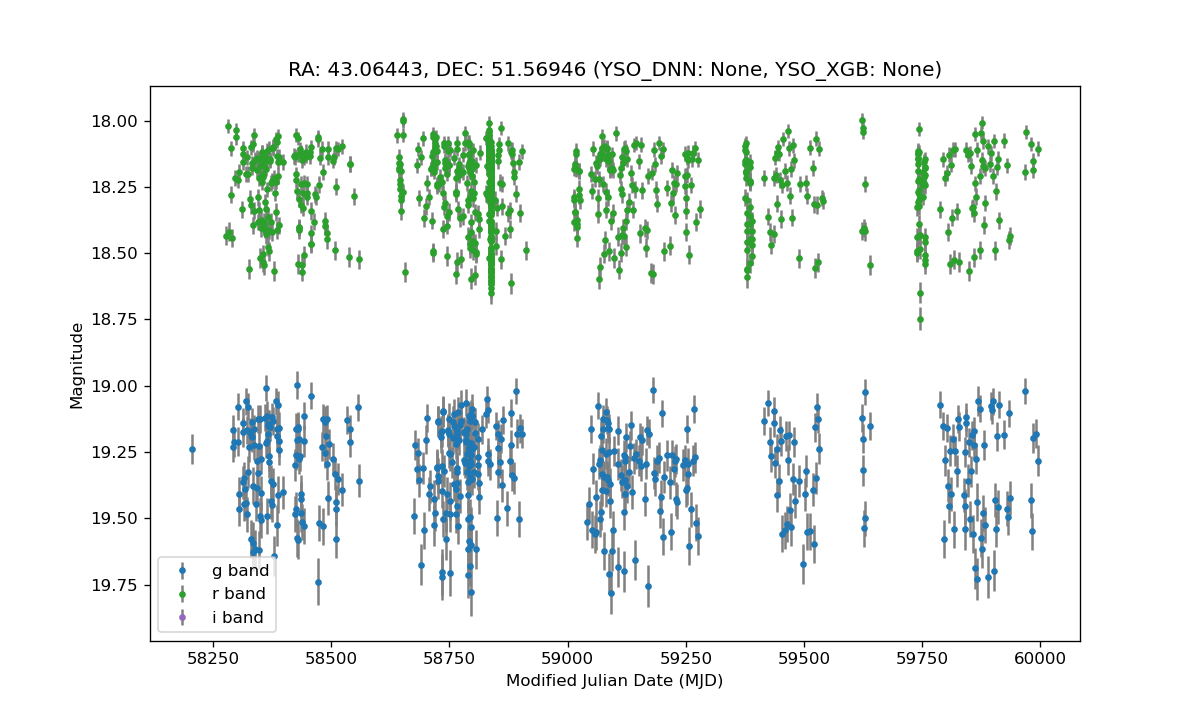 RA: 43.06443, DEC: 51.56946 (YSO_DNN: None, YSO_XGB: None)
Magnitude
18.00
18.25
18.50
18.75
19.00
19.25
19.50
19.75
g band
r band
i band
58250 58500 58750 59000 59250 59500 59750 60000
Modified Julian Date (MJD)